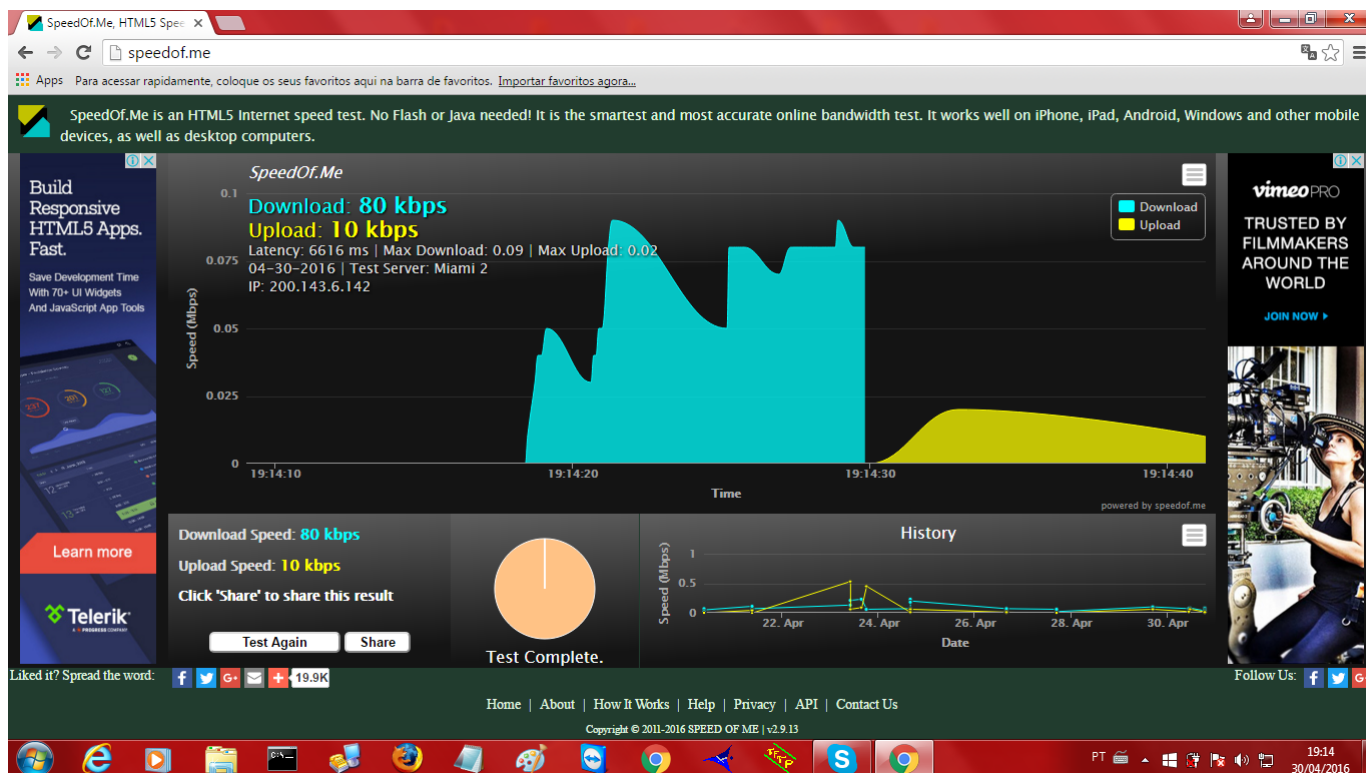 SpeedOf.Me, HTML5 Spee
speedof.me
Apps Para acessar rapidamente, coloque os seus favoritos aqui na barra de favoritos. Importar favoritos agora...
SpeedOf.Me is an HTML5 Internet speed test. No Flash or Java needed! It is the smartest and most accurate online bandwidth test. It works well on iPhone, iPad, Android, Windows and other mobile
devices, as well as desktop computers.
Build
Responsive
HTML5 Apps.
Fast.
Save Development Time
With 70+ UI Widgets
And JavaScript App Tools
Learn more
Telerik
A PROGRESS COMPANY
SpeedOf.Me
Download: 80 kbps
Upload: 10 kbps
Latency: 6616 ms | Max Download: 0.09 | Max Upload: 0.02
04-30-2016 | Test Server: Miami 2
IP: 200.143.6.142
Download
Upload
Speed (Mbps)
0.1
0.075
0.05
0.025
0
19:14:10 19:14:20 19:14:30 19:14:40
Time
powered by speedof.me
vimeo PRO
TRUSTED BY
FILMMAKERS
AROUND THE
WORLD
JOIN NOW
Download Speed: 80 kbps
Upload Speed: 10 kbps
Click 'Share' to share this result
Test Again Share
Test Complete.
History
Speed (Mbps)
1
0.5
0
22. Apr 24. Apr 26. Apr 28. Apr 30. Apr
Date
Liked it? Spread the word: 19.9K
Follow Us:
Home | About | How It Works | Help | Privacy | API | Contact Us
Copyright © 2011-2016 SPEED OF ME | v2.9.13
PT 19:14
30/04/2016